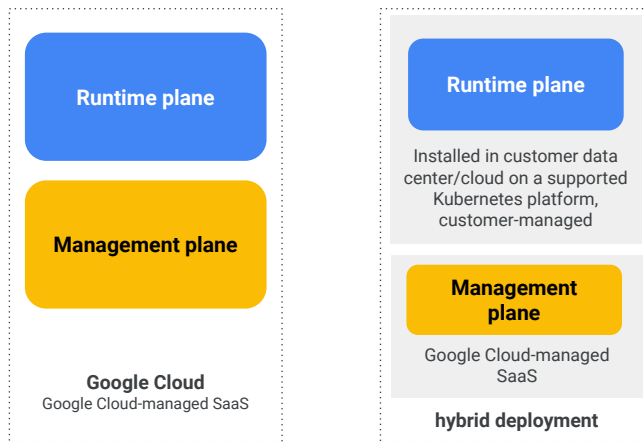 Runtime plane
Management plane
Google Cloud
Google Cloud-managed SaaS
Runtime plane
Installed in customer data
center/cloud on a supported
Kubernetes platform,
customer-managed
Management
plane
Google Cloud-managed
SaaS
hybrid deployment